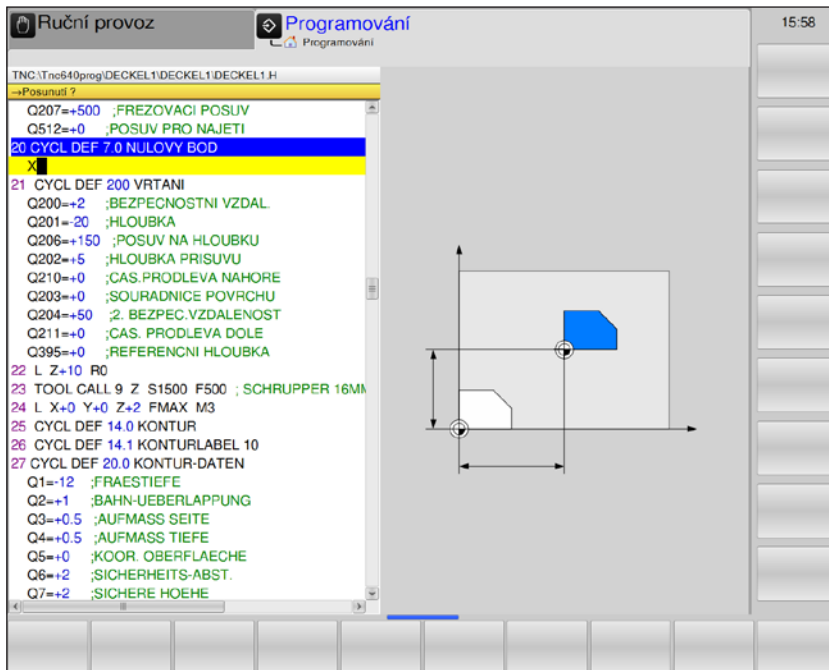 Ruční provoz
Programování
Programování
15:58
TNC:\Tnc640prog\DECKEL1\DECKEL1\DECKEL1.H
→Posunutí ?
Q207=+500 ;FREZOVACI POSUV
Q512=+0 ;POSUV PRO NAJETI
20 CYCL DEF 7.0 NULOVY BOD
X
21 CYCL DEF 200 VRTANI
Q200=+2 ;BEZPECNOSTNI VZDAL.
Q201=-20 ;HLOUBKA
Q206=+150 ;POSUV NA HLOUBKU
Q202=+5 ;HLOUBKA PRISUVU
Q210=+0 ;CAS.PRODLEVA NAHORE
Q203=+0 ;SOURADNICE POVRCHU
Q204=+50 ;2. BEZPEC.VZDALENOST
Q211=+0 ;CAS. PRODLEVA DOLE
Q395=+0 ;REFERENCNI HLOUBKA
22 L Z+10 R0
23 TOOL CALL 9 Z S1500 F500 ; SCHRUPPER 16MM
24 L X+0 Y+0 Z+2 FMAX M3
25 CYCL DEF 14.0 KONTUR
26 CYCL DEF 14.1 KONTURLABEL 10
27 CYCL DEF 20.0 KONTUR-DATEN
Q1=-12 ;FRAESTIEFE
Q2=+1 ;BAHN-UEBERLAPPUNG
Q3=+0.5 ;AUFMASS SEITE
Q4=+0.5 ;AUFMASS TIEFE
Q5=+0 ;KOOR. OBERFLAECHE
Q6=+2 ;SICHERHEITS-ABST.
Q7=+2 ;SICHERE HOEHE